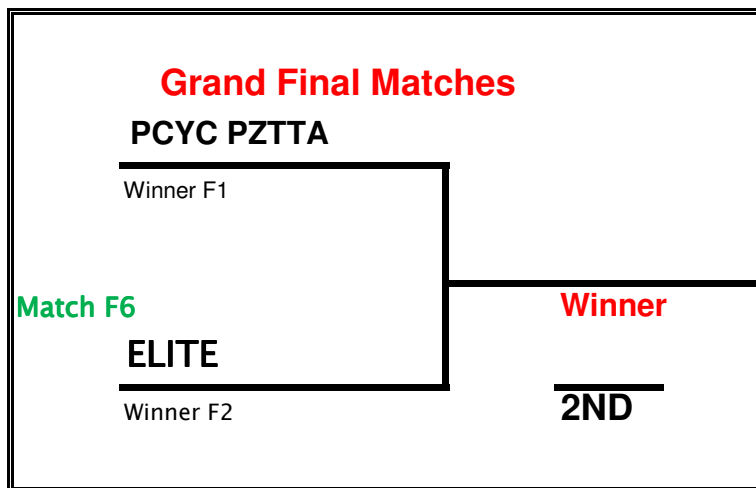 Grand Final Matches
PCYC PZTTA
Winner F1
Match F6
Winner
ELITE
Winner F2
2ND